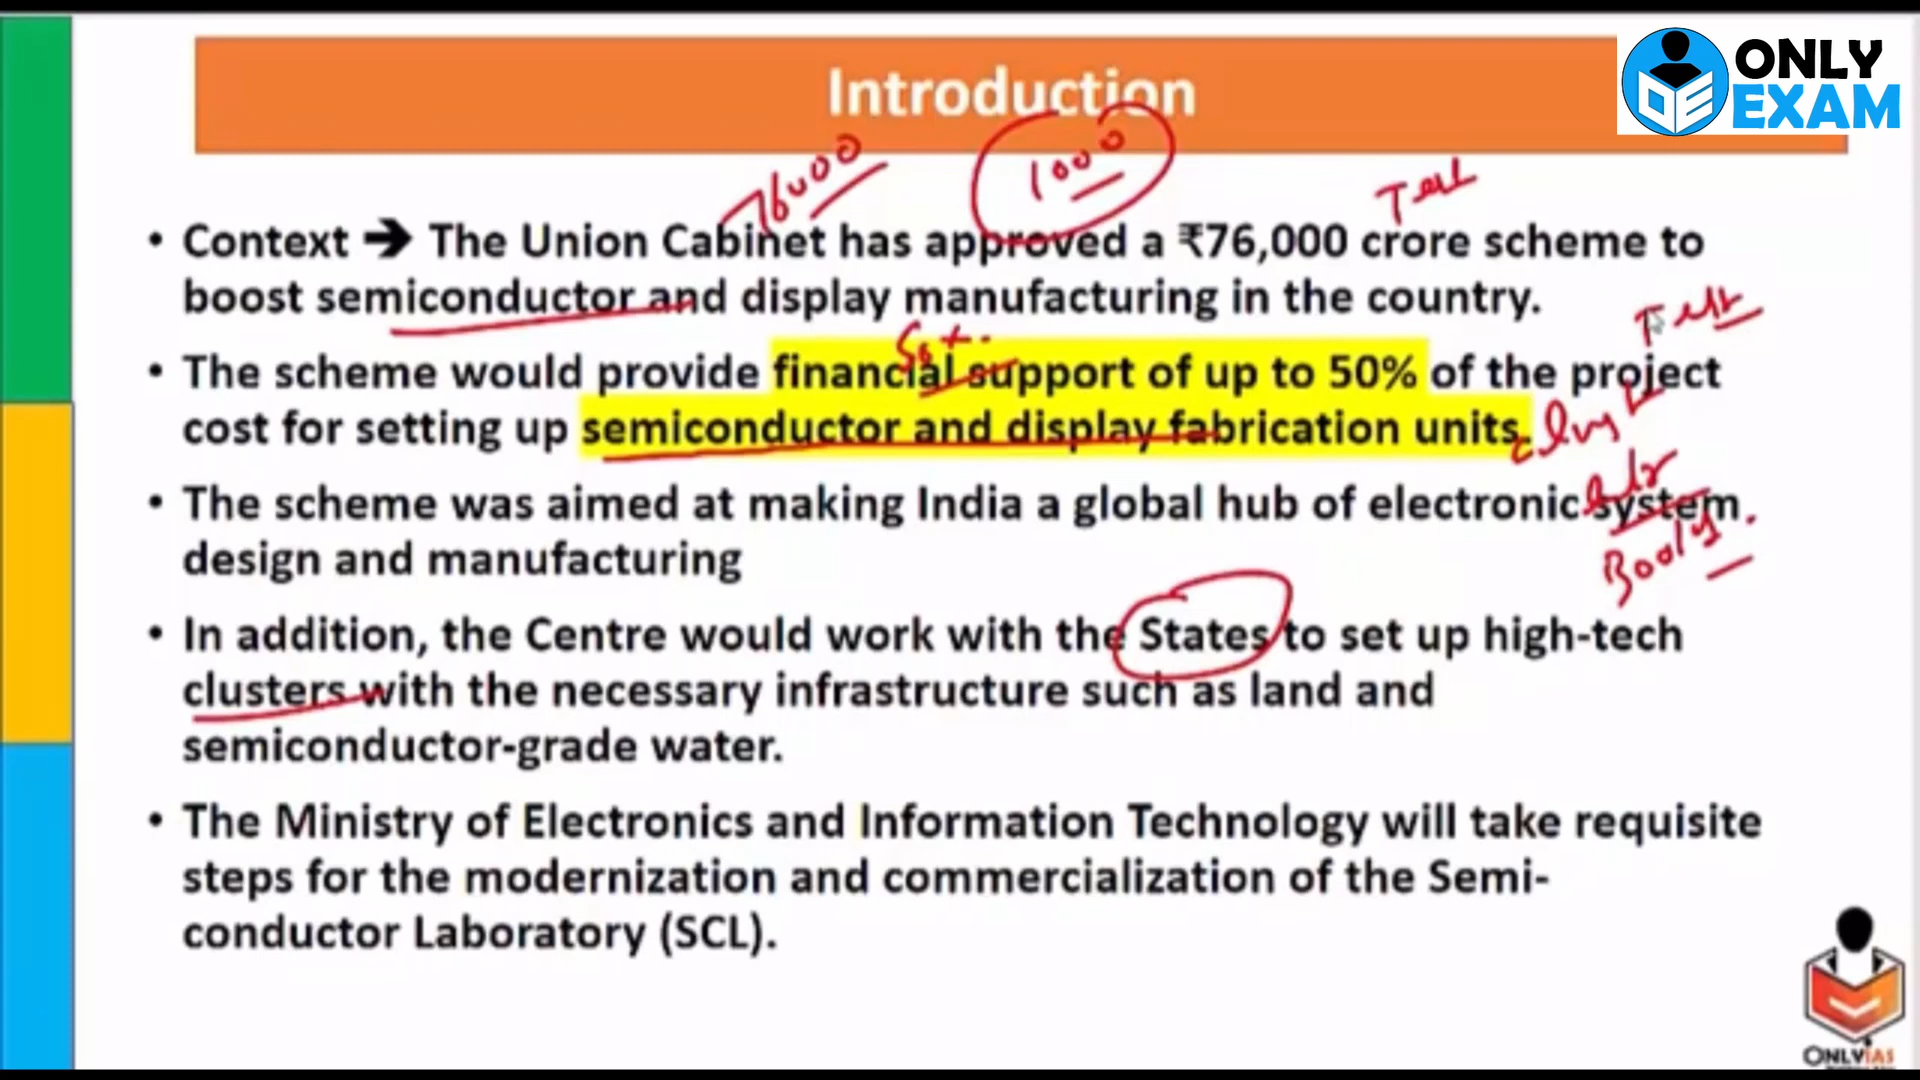 Introduction
ONLY
EXAM
76000
1000
Test
• Context ➔ The Union Cabinet has approved a ₹76,000 crore scheme to
boost semiconductor and display manufacturing in the country.
• The scheme would provide financial support of up to 50% of the project
cost for setting up semiconductor and display fabrication units.
• The scheme was aimed at making India a global hub of electronic system
design and manufacturing
• In addition, the Centre would work with the States to set up high-tech
clusters with the necessary infrastructure such as land and
semiconductor-grade water.
• The Ministry of Electronics and Information Technology will take requisite
steps for the modernization and commercialization of the Semi-
conductor Laboratory (SCL).
ONLYIAS